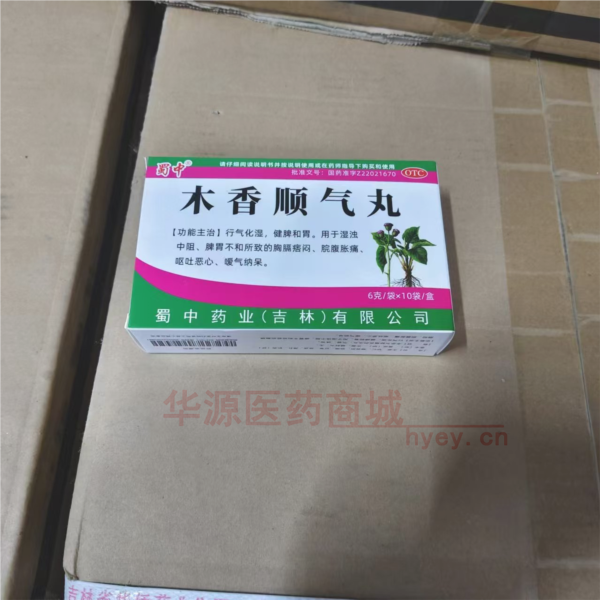 请仔细阅读说明书并按说明使用或在药师指导下购买和使用
蜀中®
批准文号：国药准字Z22021670
OTC
木香顺气丸
【功能主治】行气化湿，健脾和胃。用于湿浊
中阻、脾胃不和所致的胸膈痞闷、脘腹胀痛、
呕吐恶心、嗳气纳呆。
6克/袋×10袋/盒
蜀中药业（吉林）有限公司
华源医药商城
hyey.cn